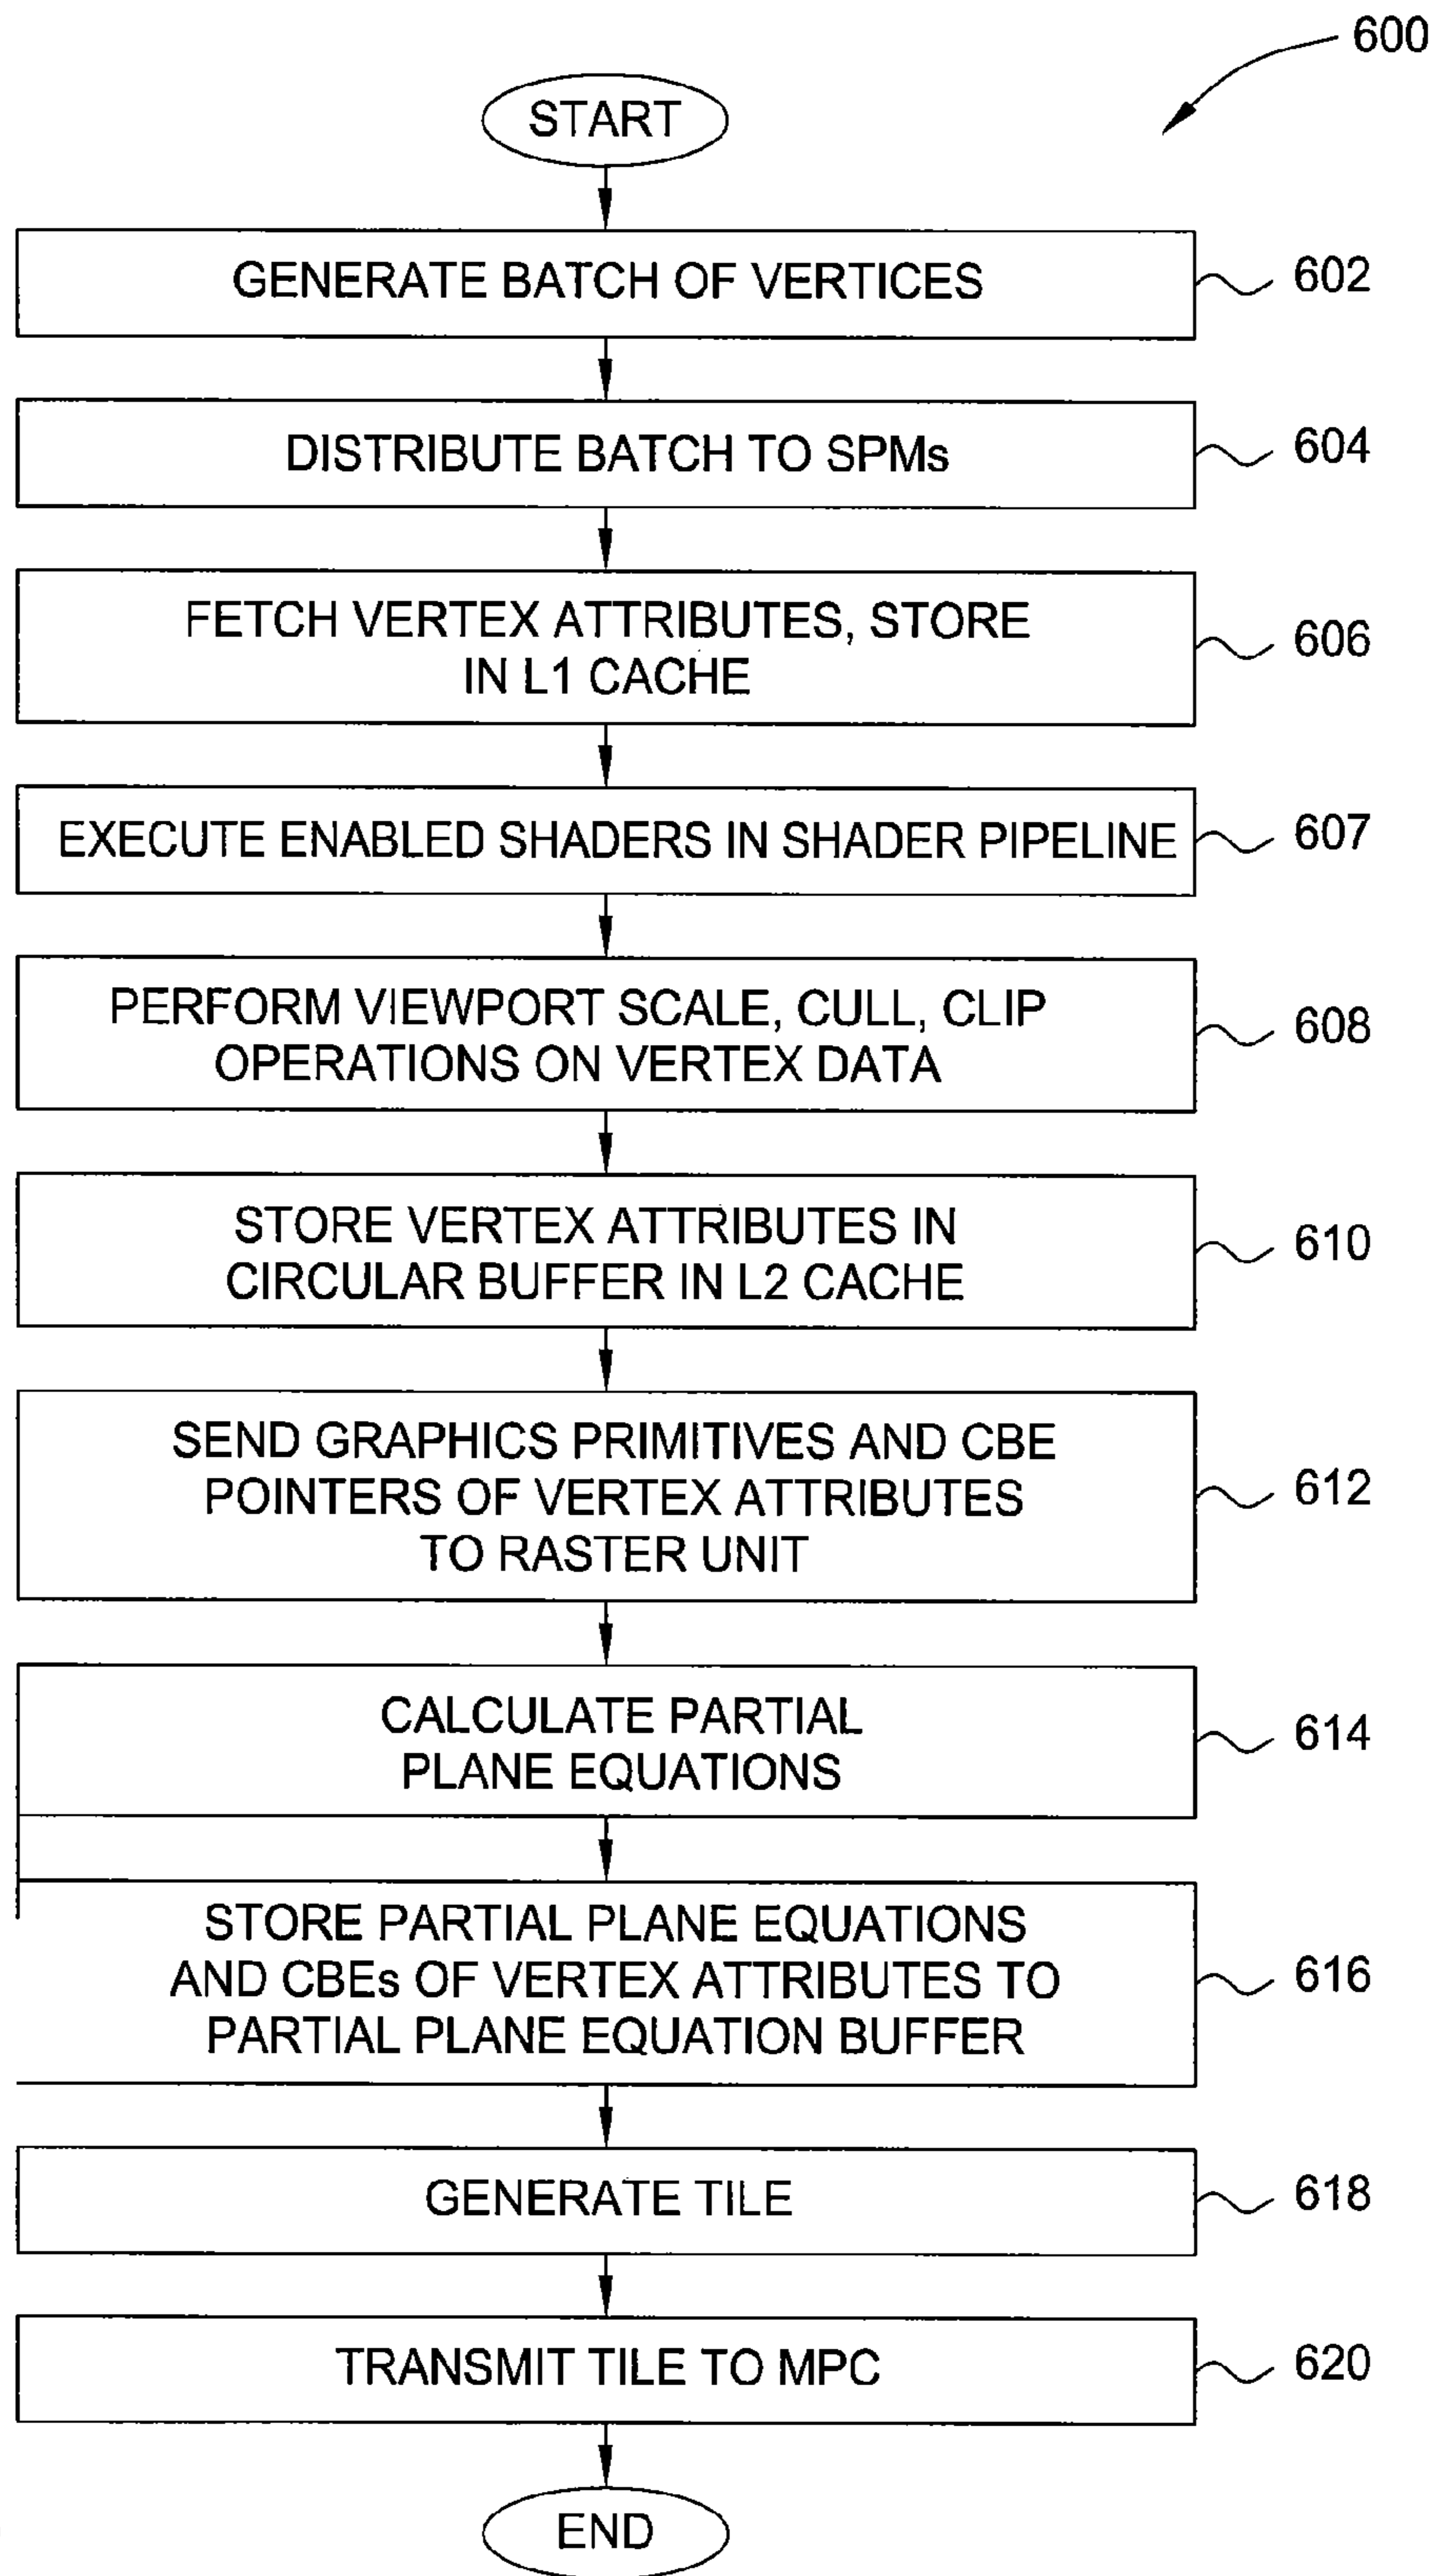 600
START
GENERATE BATCH OF VERTICES
602
DISTRIBUTE BATCH TO SPMs
604
FETCH VERTEX ATTRIBUTES, STORE
IN L1 CACHE
606
EXECUTE ENABLED SHADERS IN SHADER PIPELINE
607
PERFORM VIEWPORT SCALE, CULL, CLIP
OPERATIONS ON VERTEX DATA
608
STORE VERTEX ATTRIBUTES IN
CIRCULAR BUFFER IN L2 CACHE
610
SEND GRAPHICS PRIMITIVES AND CBE
POINTERS OF VERTEX ATTRIBUTES
TO RASTER UNIT
612
CALCULATE PARTIAL
PLANE EQUATIONS
614
STORE PARTIAL PLANE EQUATIONS
AND CBEs OF VERTEX ATTRIBUTES TO
PARTIAL PLANE EQUATION BUFFER
616
GENERATE TILE
618
TRANSMIT TILE TO MPC
620
END